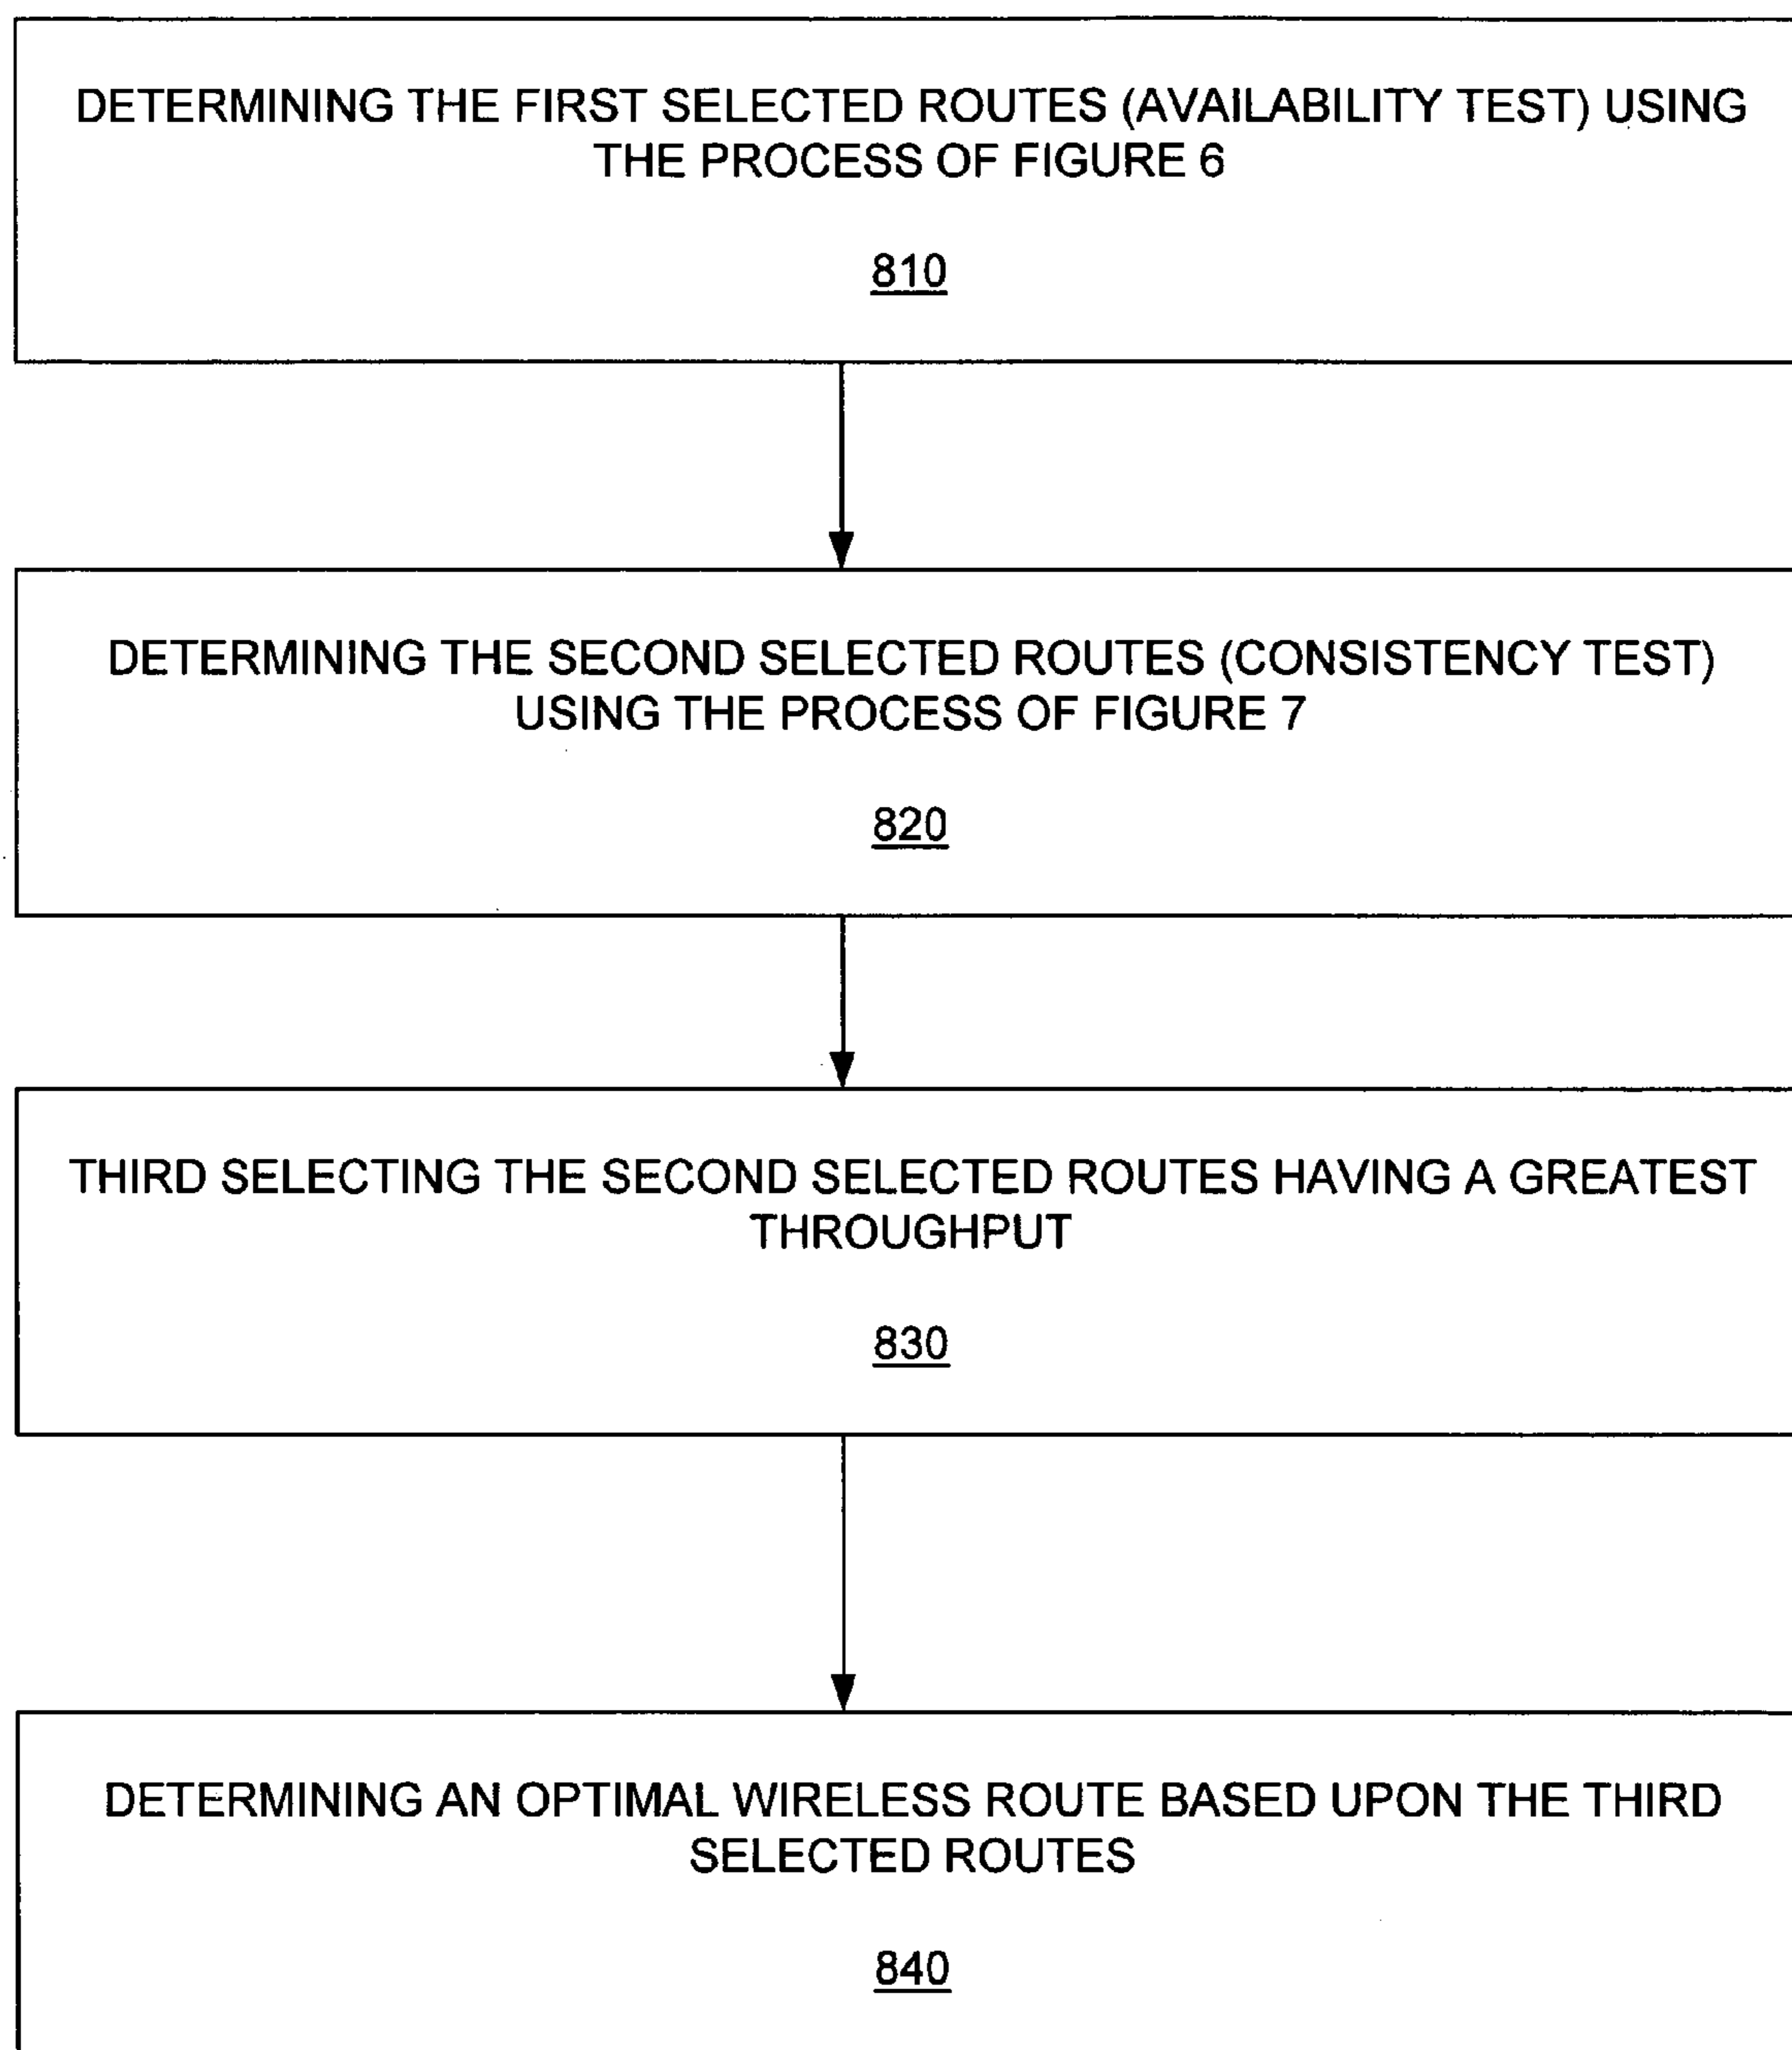 DETERMINING THE FIRST SELECTED ROUTES (AVAILABILITY TEST) USING
THE PROCESS OF FIGURE 6
810
DETERMINING THE SECOND SELECTED ROUTES (CONSISTENCY TEST)
USING THE PROCESS OF FIGURE 7
820
THIRD SELECTING THE SECOND SELECTED ROUTES HAVING A GREATEST
THROUGHPUT
830
DETERMINING AN OPTIMAL WIRELESS ROUTE BASED UPON THE THIRD
SELECTED ROUTES
840